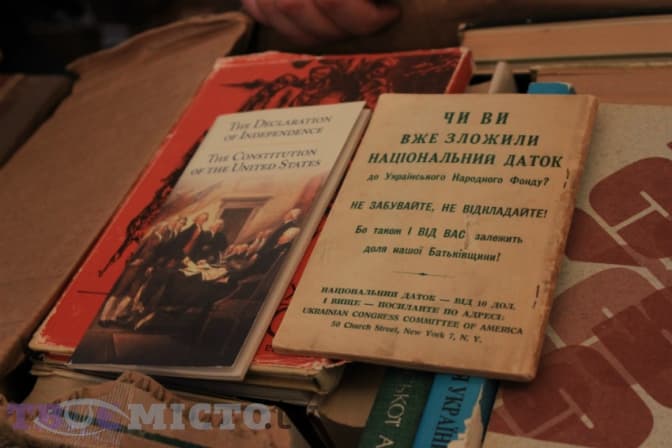 THE DECLARATION
OF INDEPENDENCE
THE CONSTITUTION
OF THE UNITED STATES
ЧИ ВИ
ВЖЕ ЗЛОЖИЛИ
НАЦІОНАЛЬНИЙ ДАТОК
до Українського Народного Фонду?
НЕ ЗАБУВАЙТЕ, НЕ ВІДКЛАДАЙТЕ!
Бо також І ВІД ВАС залежить
доля нашої Батьківщини!
НАЦІОНАЛЬНИЙ ДАТОК — ВІД 10 ДОЛ.
І ВИЩЕ — ПОСИЛАЙТЕ ПО АДРЕСІ:
UKRAINIAN CONGRESS COMMITTEE OF AMERICA
50 Church Street, New York 7, N. Y.
МІСТО